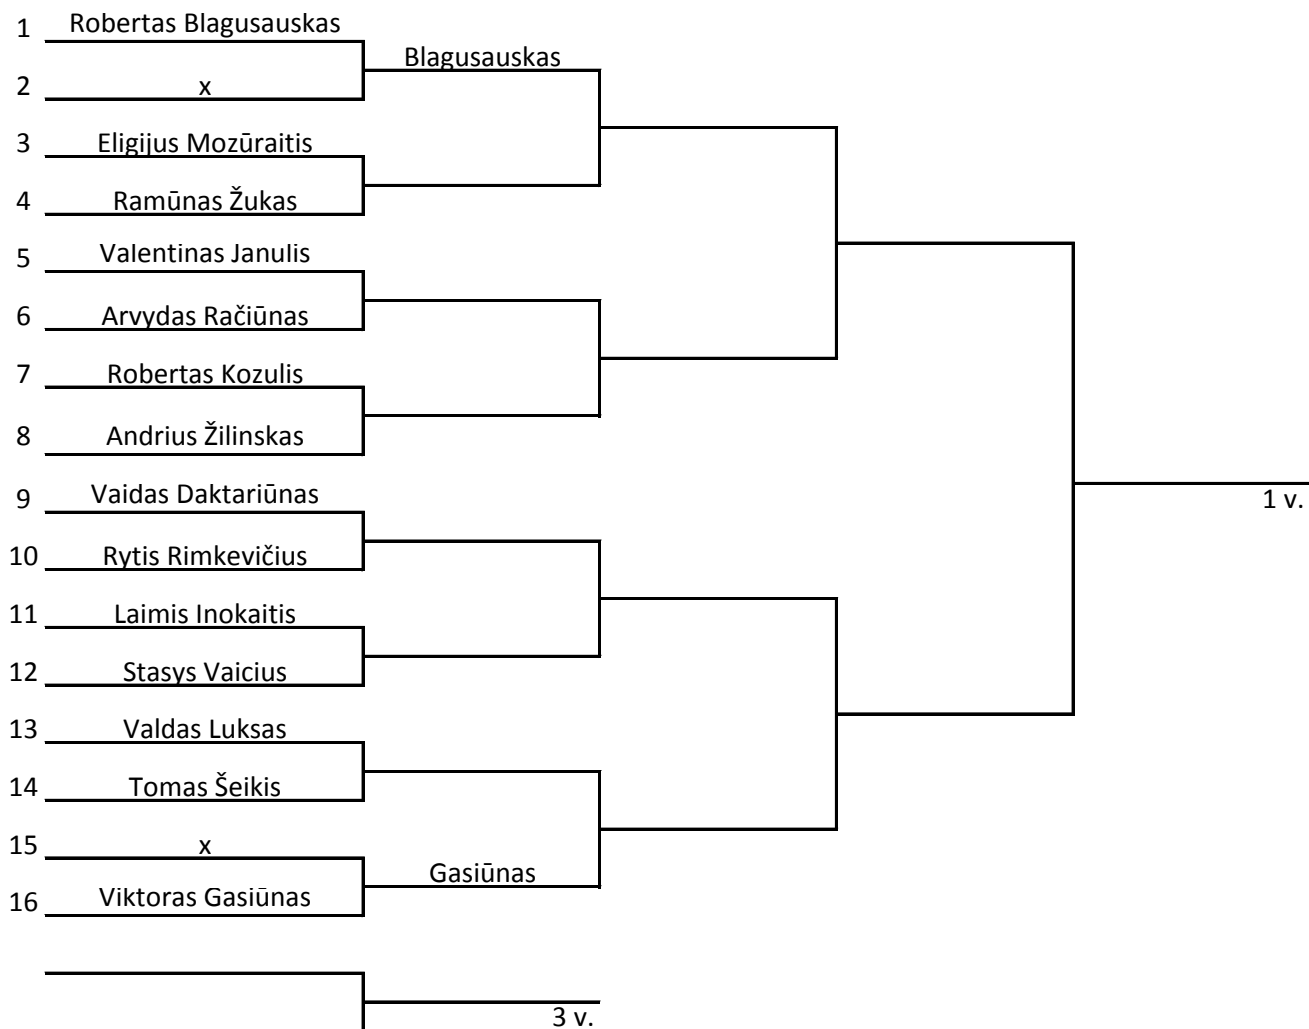 1 Robertas Blagusauskas
Blagusauskas
2 x
3 Eligijus Mozūraitis
4 Ramūnas Žukas
5 Valentinas Janulis
6 Arvydas Račiūnas
7 Robertas Kozulis
8 Andrius Žilinskas
9 Vaidas Daktariūnas
1 v.
10 Rytis Rimkevičius
11 Laimis Inokaitis
12 Stasys Vaicius
13 Valdas Luksas
14 Tomas Šeikis
15 x
Gasiūnas
16 Viktoras Gasiūnas
3 v.